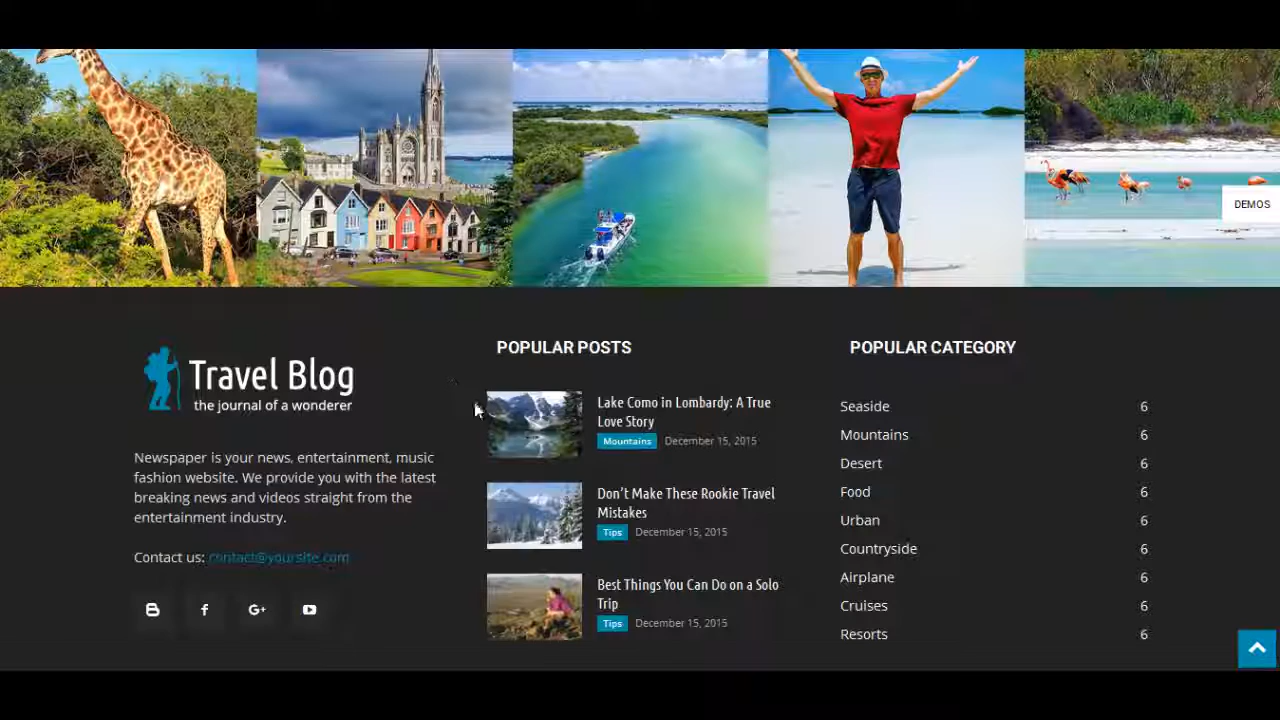 DEMOS
Travel Blog
the journal of a wonderer
Newspaper is your news, entertainment, music
fashion website. We provide you with the latest
breaking news and videos straight from the
entertainment industry.
Contact us: contact@yoursite.com
POPULAR POSTS
Lake Como in Lombardy: A True
Love Story
Mountains December 15, 2015
Don't Make These Rookie Travel
Mistakes
Tips December 15, 2015
Best Things You Can Do on a Solo
Trip
Tips December 15, 2015
POPULAR CATEGORY
Seaside 6
Mountains 6
Desert 6
Food 6
Urban 6
Countryside 6
Airplane 6
Cruises 6
Resorts 6